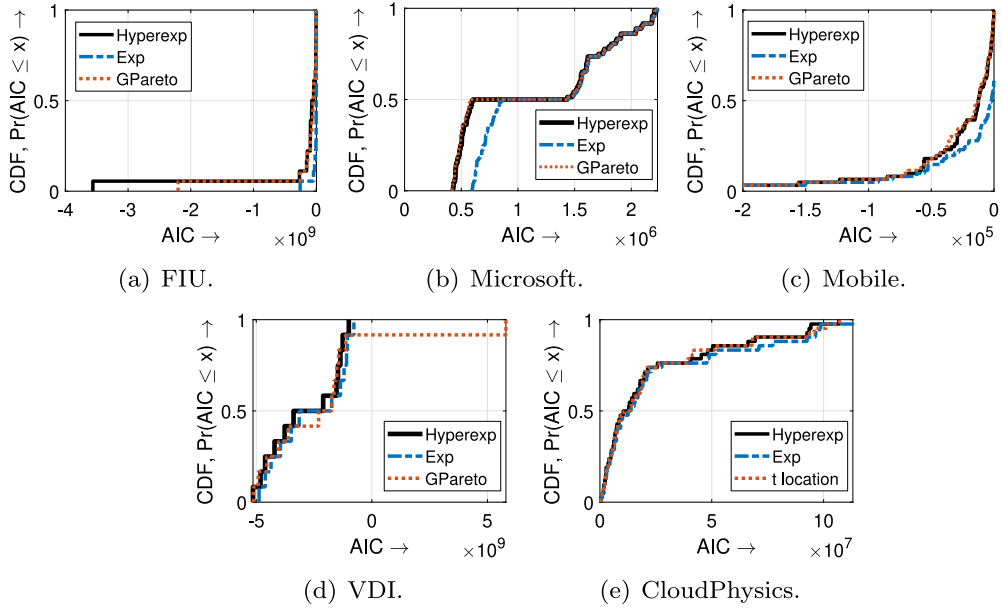 CDF, Pr(AIC ≤ x) →
1
0.5
0
Hyperexp
Exp
GPareto
-4 -3 -2 -1 0
AIC → ×10⁹
(a) FIU.
CDF, Pr(AIC ≤ x) →
1
0.5
0
Hyperexp
Exp
GPareto
0 0.5 1 1.5 2
AIC → ×10⁶
(b) Microsoft.
CDF, Pr(AIC ≤ x) →
1
0.5
0
Hyperexp
Exp
GPareto
-2 -1.5 -1 -0.5 0
AIC → ×10⁵
(c) Mobile.
CDF, Pr(AIC ≤ x) →
1
0.5
0
Hyperexp
Exp
GPareto
-5 0 5
AIC → ×10⁹
(d) VDI.
CDF, Pr(AIC ≤ x) →
1
0.5
0
Hyperexp
Exp
t location
0 5 10
AIC → ×10⁷
(e) CloudPhysics.